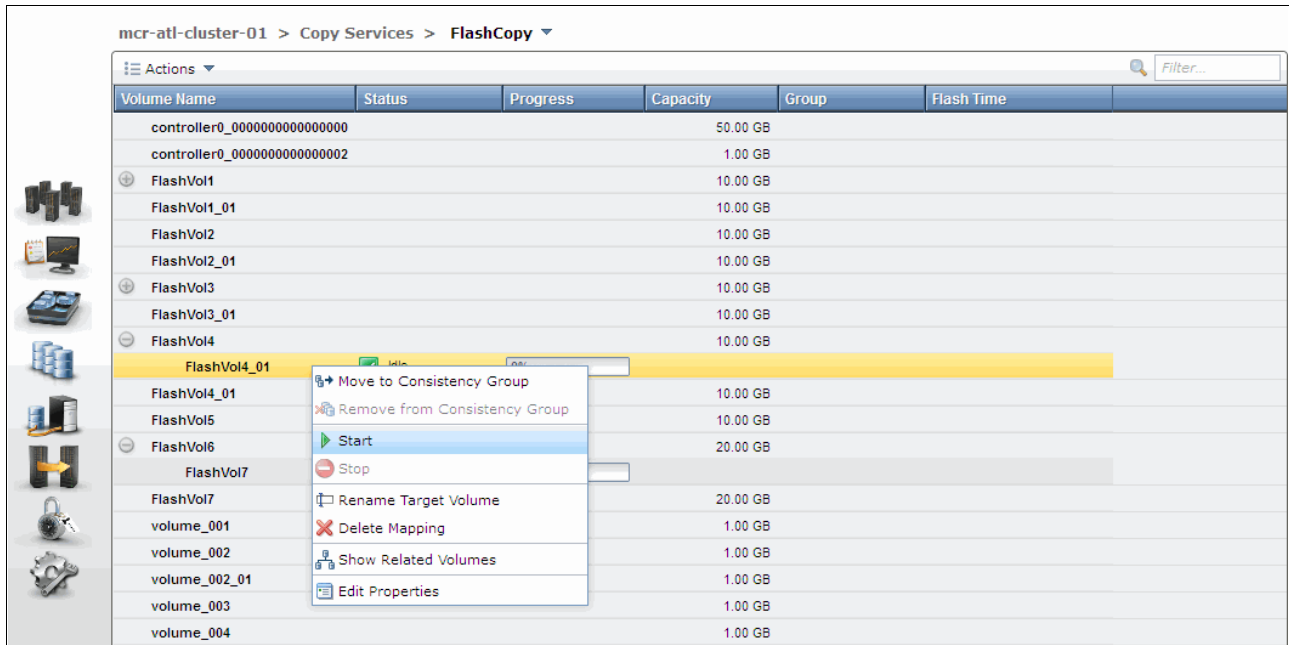 mcr-atl-cluster-01 > Copy Services > FlashCopy
Actions Filter...
Volume Name Status Progress Capacity Group Flash Time
controller0_0000000000000000 50.00 GB
controller0_0000000000000002 1.00 GB
FlashVol1 10.00 GB
FlashVol1_01 10.00 GB
FlashVol2 10.00 GB
FlashVol2_01 10.00 GB
FlashVol3 10.00 GB
FlashVol3_01 10.00 GB
FlashVol4 10.00 GB
FlashVol4_01 Idle 0%
Move to Consistency Group
FlashVol4_01 10.00 GB
Remove from Consistency Group
FlashVol5 10.00 GB
Start
FlashVol6 20.00 GB
Stop
FlashVol7
Rename Target Volume
FlashVol7 20.00 GB
Delete Mapping
volume_001 1.00 GB
volume_002 1.00 GB
Show Related Volumes
volume_002_01 1.00 GB
Edit Properties
volume_003 1.00 GB
volume_004 1.00 GB